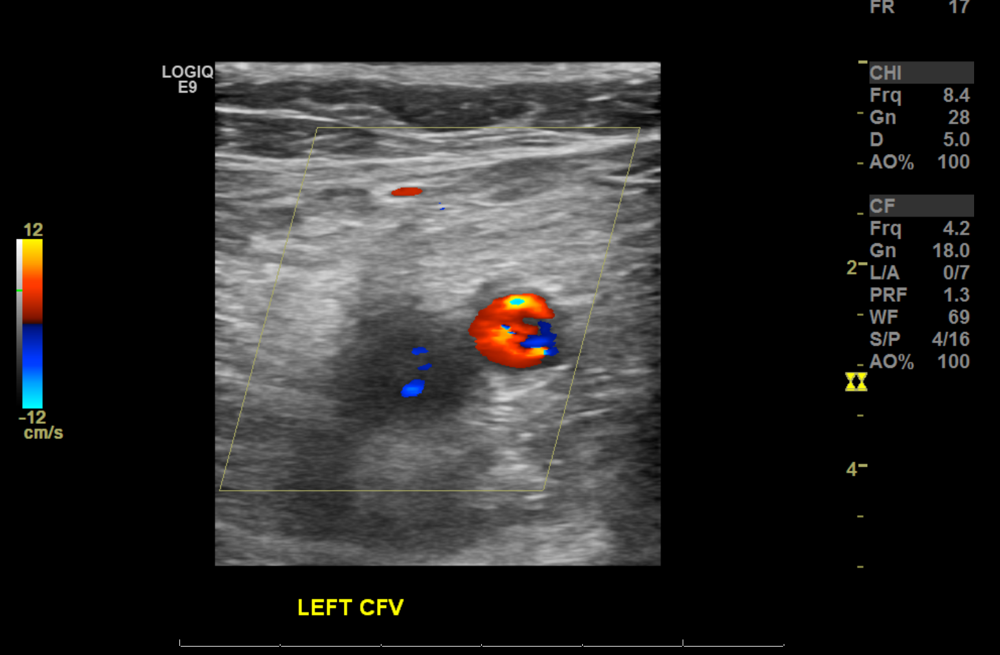 FR 17
LOGIQ
E9
CHI
Frq 8.4
Gn 28
D 5.0
AO% 100
CF
Frq 4.2
Gn 18.0
L/A 0/7
PRF 1.3
WF 69
S/P 4/16
AO% 100
12
-12
cm/s
2
4
LEFT CFV